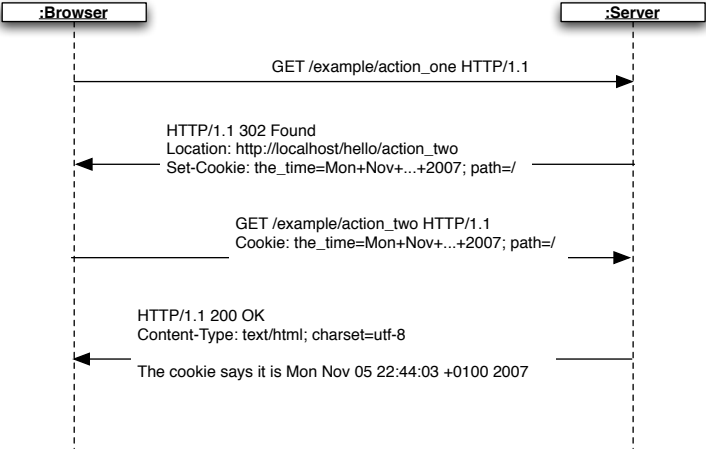 :Browser
:Server
GET /example/action_one HTTP/1.1
HTTP/1.1 302 Found
Location: http://localhost/hello/action_two
Set-Cookie: the_time=Mon+Nov+...+2007; path=/
GET /example/action_two HTTP/1.1
Cookie: the_time=Mon+Nov+...+2007; path=/
HTTP/1.1 200 OK
Content-Type: text/html; charset=utf-8
The cookie says it is Mon Nov 05 22:44:03 +0100 2007